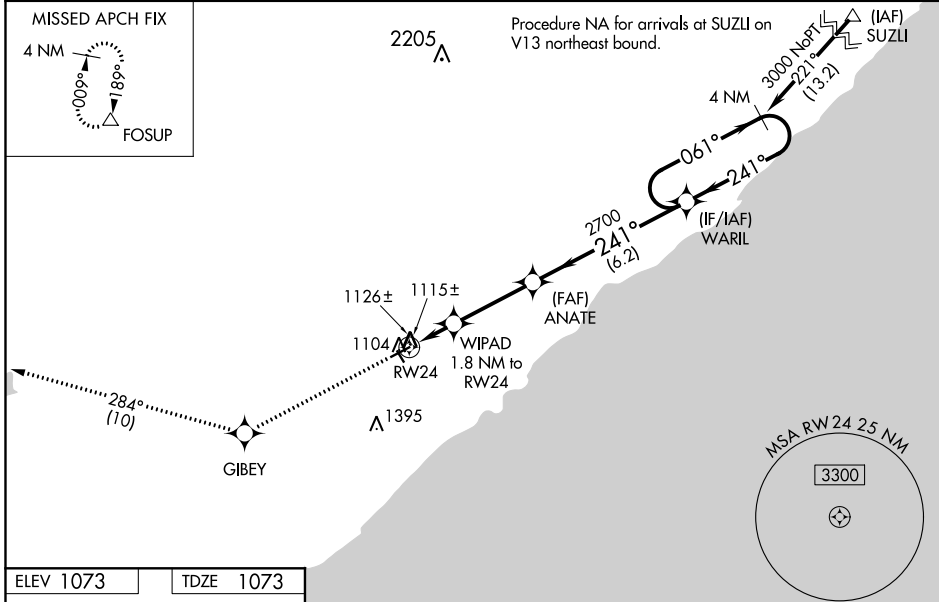 MISSED APCH FIX
4 NM
009°
189°
FOSUP
2205
Procedure NA for arrivals at SUZLI on
V13 northeast bound.
(IAF)
SUZLI
3000 NoPT
221°
(13.2)
4 NM
061°
241°
(IF/IAF)
WARIL
2700
241°
(6.2)
(FAF)
ANATE
1126±
1115±
1104
RW24
WIPAD
1.8 NM to
RW24
1395
284°
(10)
GIBEY
MSA RW24 25 NM
3300
ELEV 1073
TDZE 1073